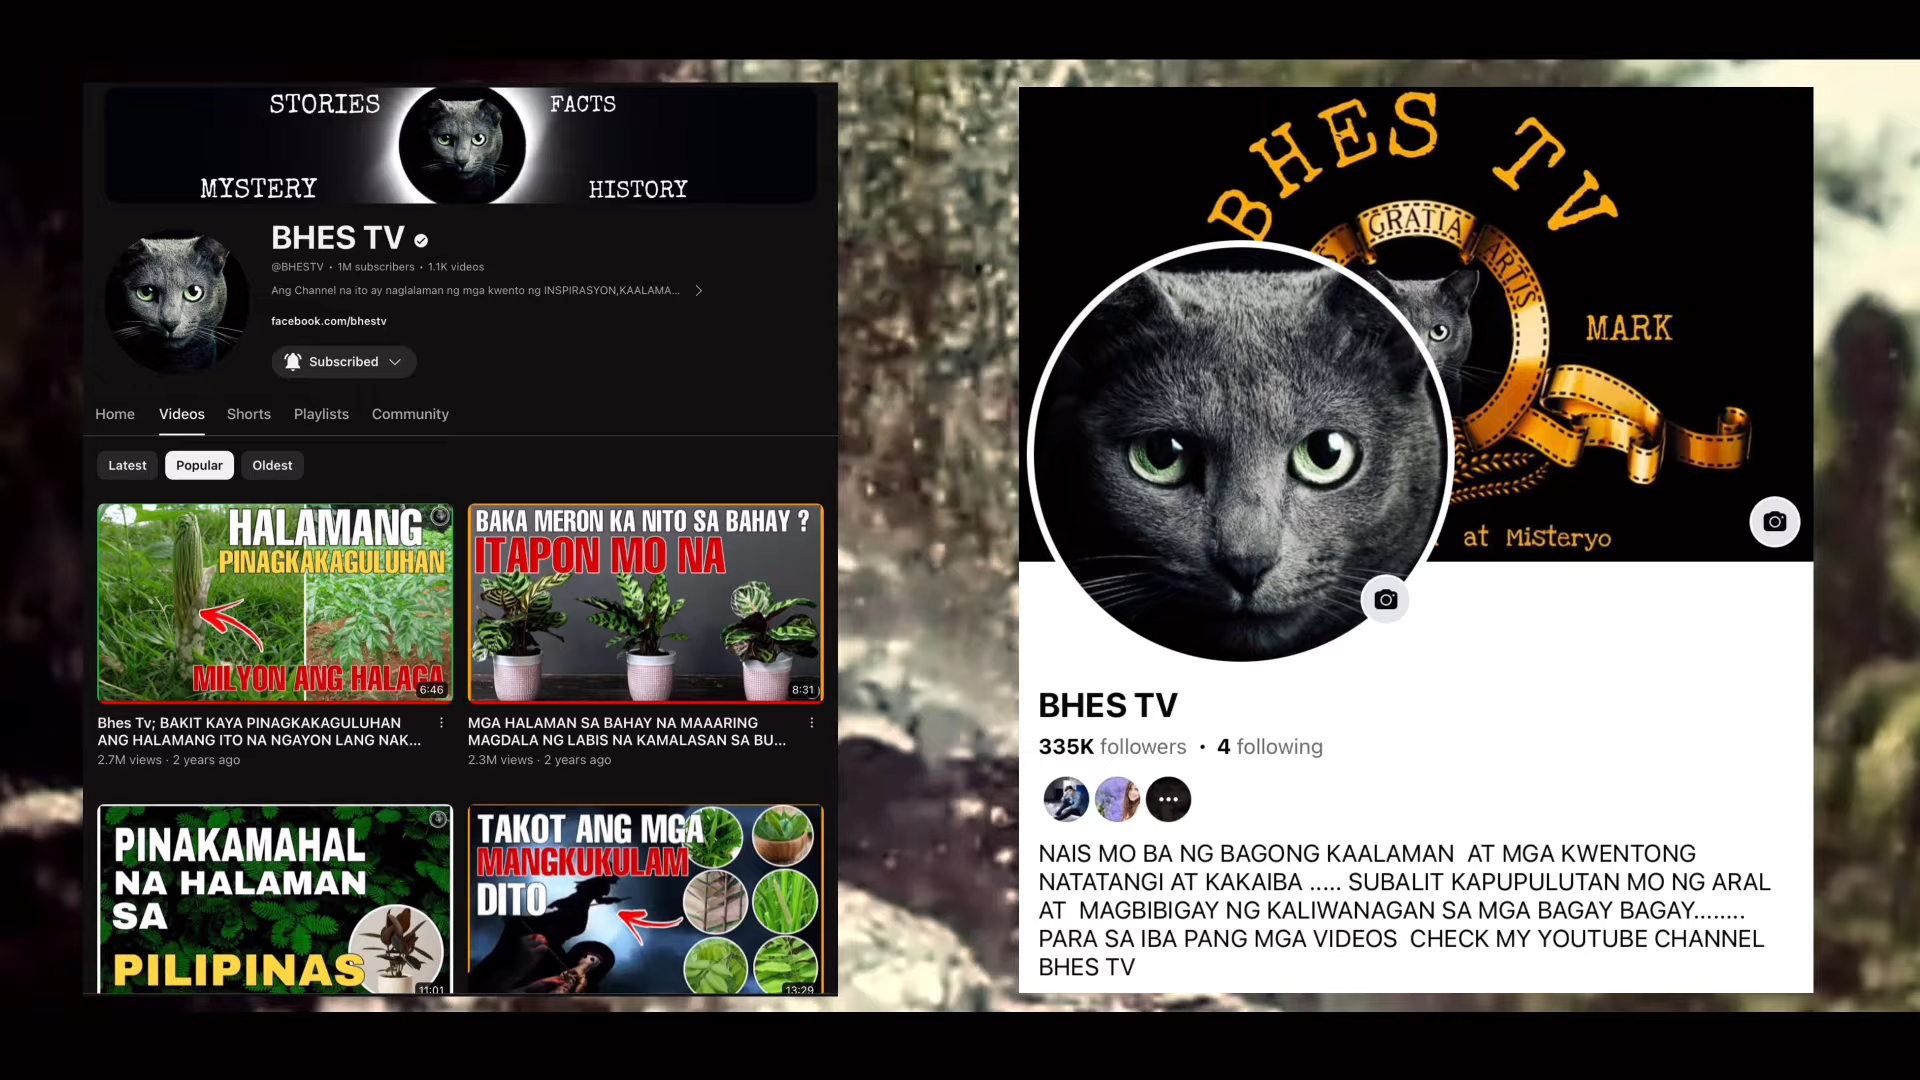 STORIES
FACTS
MYSTERY
HISTORY
BHES TV
@BHESTV • 1M subscribers • 1.1K videos
Ang Channel na ito ay naglalaman ng mga kwento ng INSPIRASYON,KAALAMA...
facebook.com/bhestv
Subscribed
Home Videos Shorts Playlists Community
Latest Popular Oldest
HALAMANG
PINAGKAKAGULUHAN
MILYON ANG HALAGA
6:46
Bhes Tv; BAKIT KAYA PINAGKAKAGULUHAN
ANG HALAMANG ITO NA NGAYON LANG NAK...
2.7M views · 2 years ago
BAKA MERON KA NITO SA BAHAY ?
ITAPON MO NA
8:31
MGA HALAMAN SA BAHAY NA MAAARING
MAGDALA NG LABIS NA KAMALASAN SA BU...
2.3M views · 2 years ago
PINAKAMAHAL
NA HALAMAN
SA
PILIPINAS
11:01
TAKOT ANG MGA
MANGKUKULAM
DITO
13:29
BHES TV
GRATIA
ARTIS
MARK
at Misteryo
BHES TV
335K followers • 4 following
NAIS MO BA NG BAGONG KAALAMAN AT MGA KWENTONG
NATATANGI AT KAKAIBA ..... SUBALIT KAPUPULUTAN MO NG ARAL
AT MAGBIBIGAY NG KALIWANAGAN SA MGA BAGAY BAGAY........
PARA SA IBA PANG MGA VIDEOS CHECK MY YOUTUBE CHANNEL
BHES TV